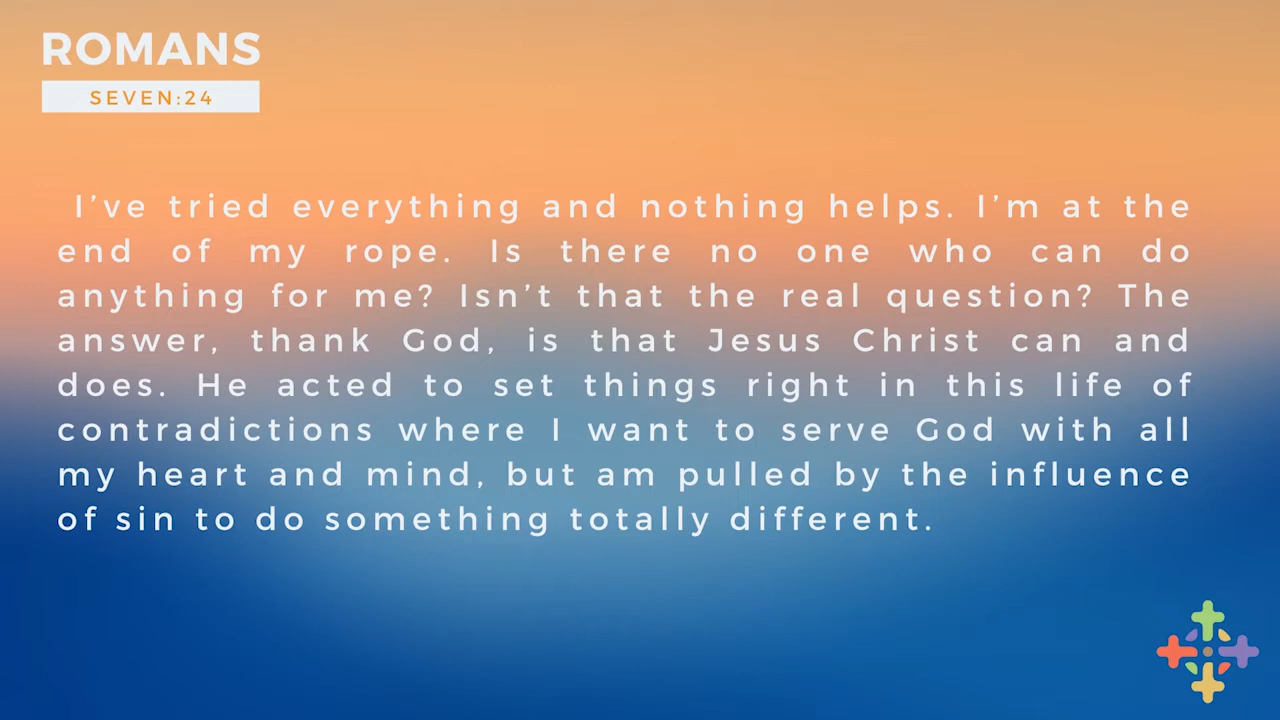 ROMANS
SEVEN:24
I’ve tried everything and nothing helps. I’m at the
end of my rope. Is there no one who can do
anything for me? Isn’t that the real question? The
answer, thank God, is that Jesus Christ can and
does. He acted to set things right in this life of
contradictions where I want to serve God with all
my heart and mind, but am pulled by the influence
of sin to do something totally different.